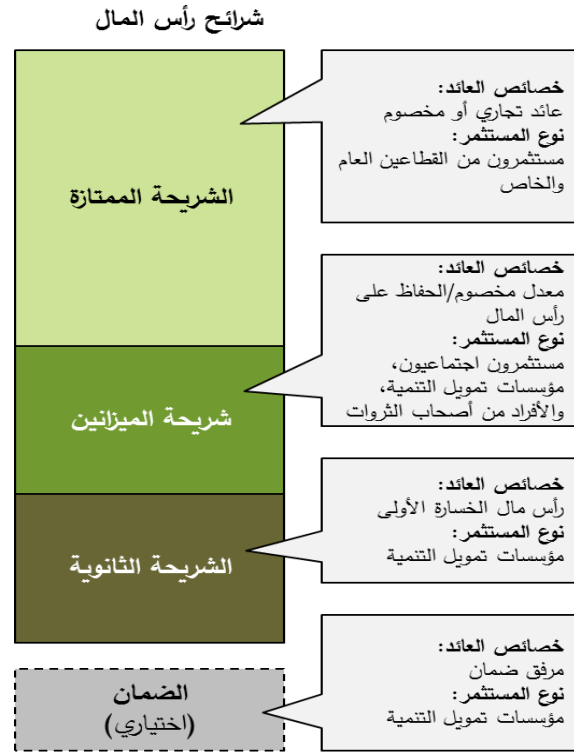 شرائح رأس المال
الشريحة الممتازة
خصائص العائد:
عائد تجاري أو مخصوم
نوع المستثمر:
مستثمرون من القطاعين العام
والخاص
شريحة الميزانين
خصائص العائد:
معدل مخصوم/الحفاظ على
رأس المال
نوع المستثمر:
مستثمرون اجتماعيون،
مؤسسات تمويل التنمية،
والأفراد من أصحاب الثروات
الشريحة الثانوية
خصائص العائد:
رأس مال الخسارة الأولى
نوع المستثمر:
مؤسسات تمويل التنمية
الضمان
(اختياري)
خصائص العائد:
مرفق ضمان
نوع المستثمر:
مؤسسات تمويل التنمية